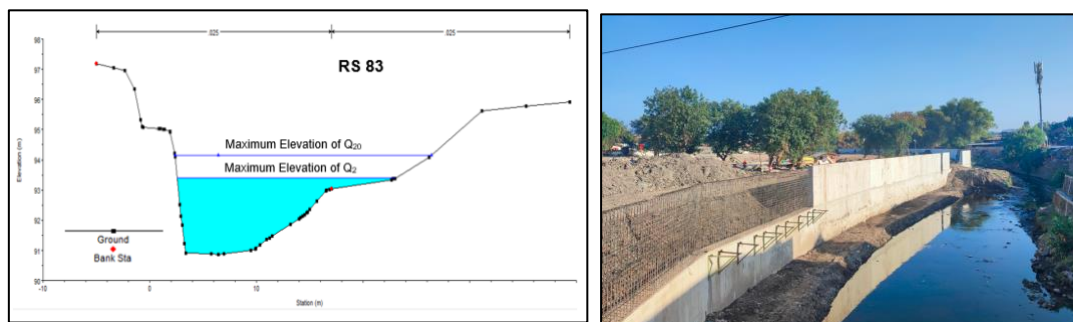 .025
.025
RS 83
98
97
96
95
94
93
92
91
90
Elevation (m)
Maximum Elevation of Q₂₀
Maximum Elevation of Q₂
Ground
Bank Sta
-10
0
10
Station (m)